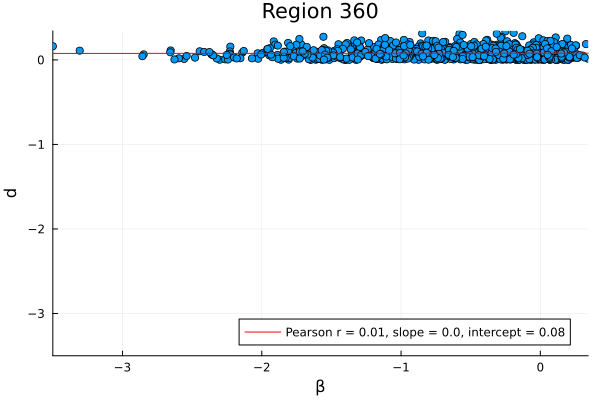 Region 360
d
0
−1
−2
−3
Pearson r = 0.01, slope = 0.0, intercept = 0.08
−3
−2
−1
0
β